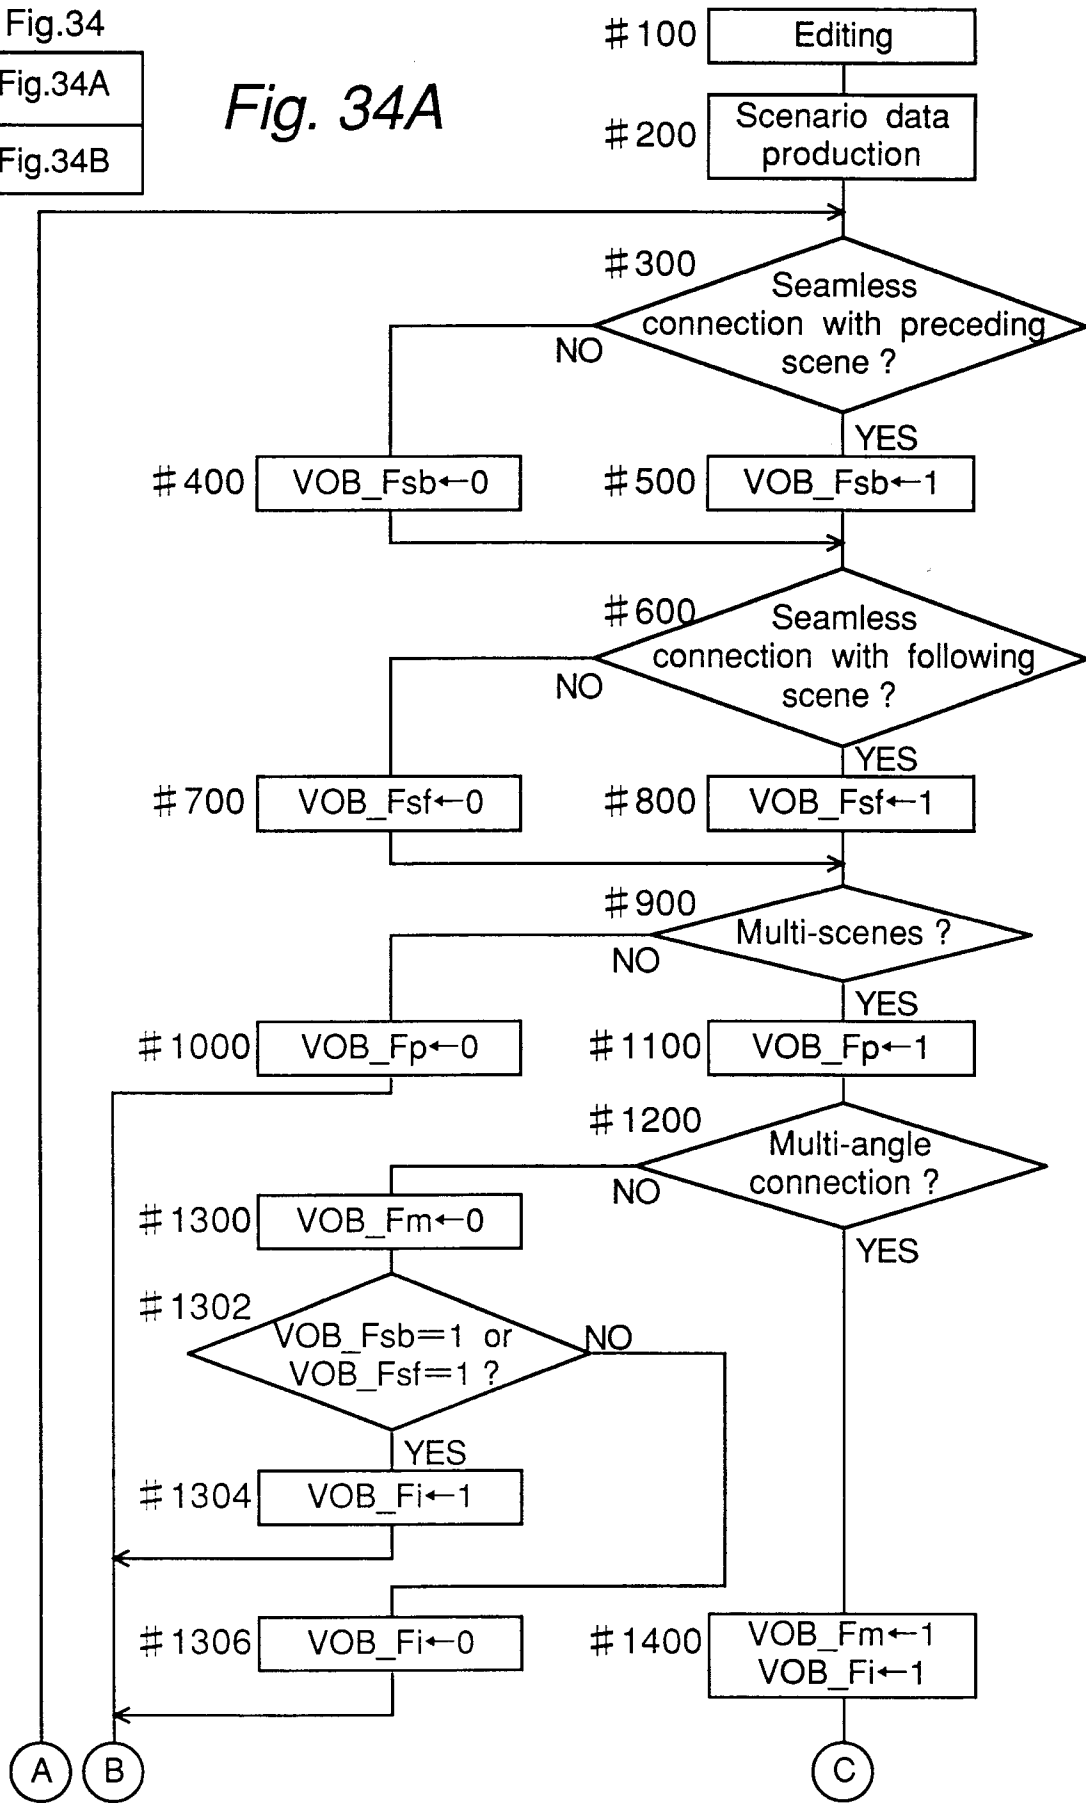 Fig.34
Fig.34A
Fig.34B
Fig. 34A
#100
Editing
#200
Scenario data
production
#300
Seamless
connection with preceding
scene ?
NO
YES
#400
VOB_Fsb←0
#500
VOB_Fsb←1
#600
Seamless
connection with following
scene ?
NO
YES
#700
VOB_Fsf←0
#800
VOB_Fsf←1
#900
Multi-scenes ?
NO
YES
#1000
VOB_Fp←0
#1100
VOB_Fp←1
#1200
Multi-angle
connection ?
NO
YES
#1300
VOB_Fm←0
#1302
VOB_Fsb=1 or
VOB_Fsf=1 ?
NO
YES
#1304
VOB_Fi←1
#1306
VOB_Fi←0
#1400
VOB_Fm←1
VOB_Fi←1
A
B
C